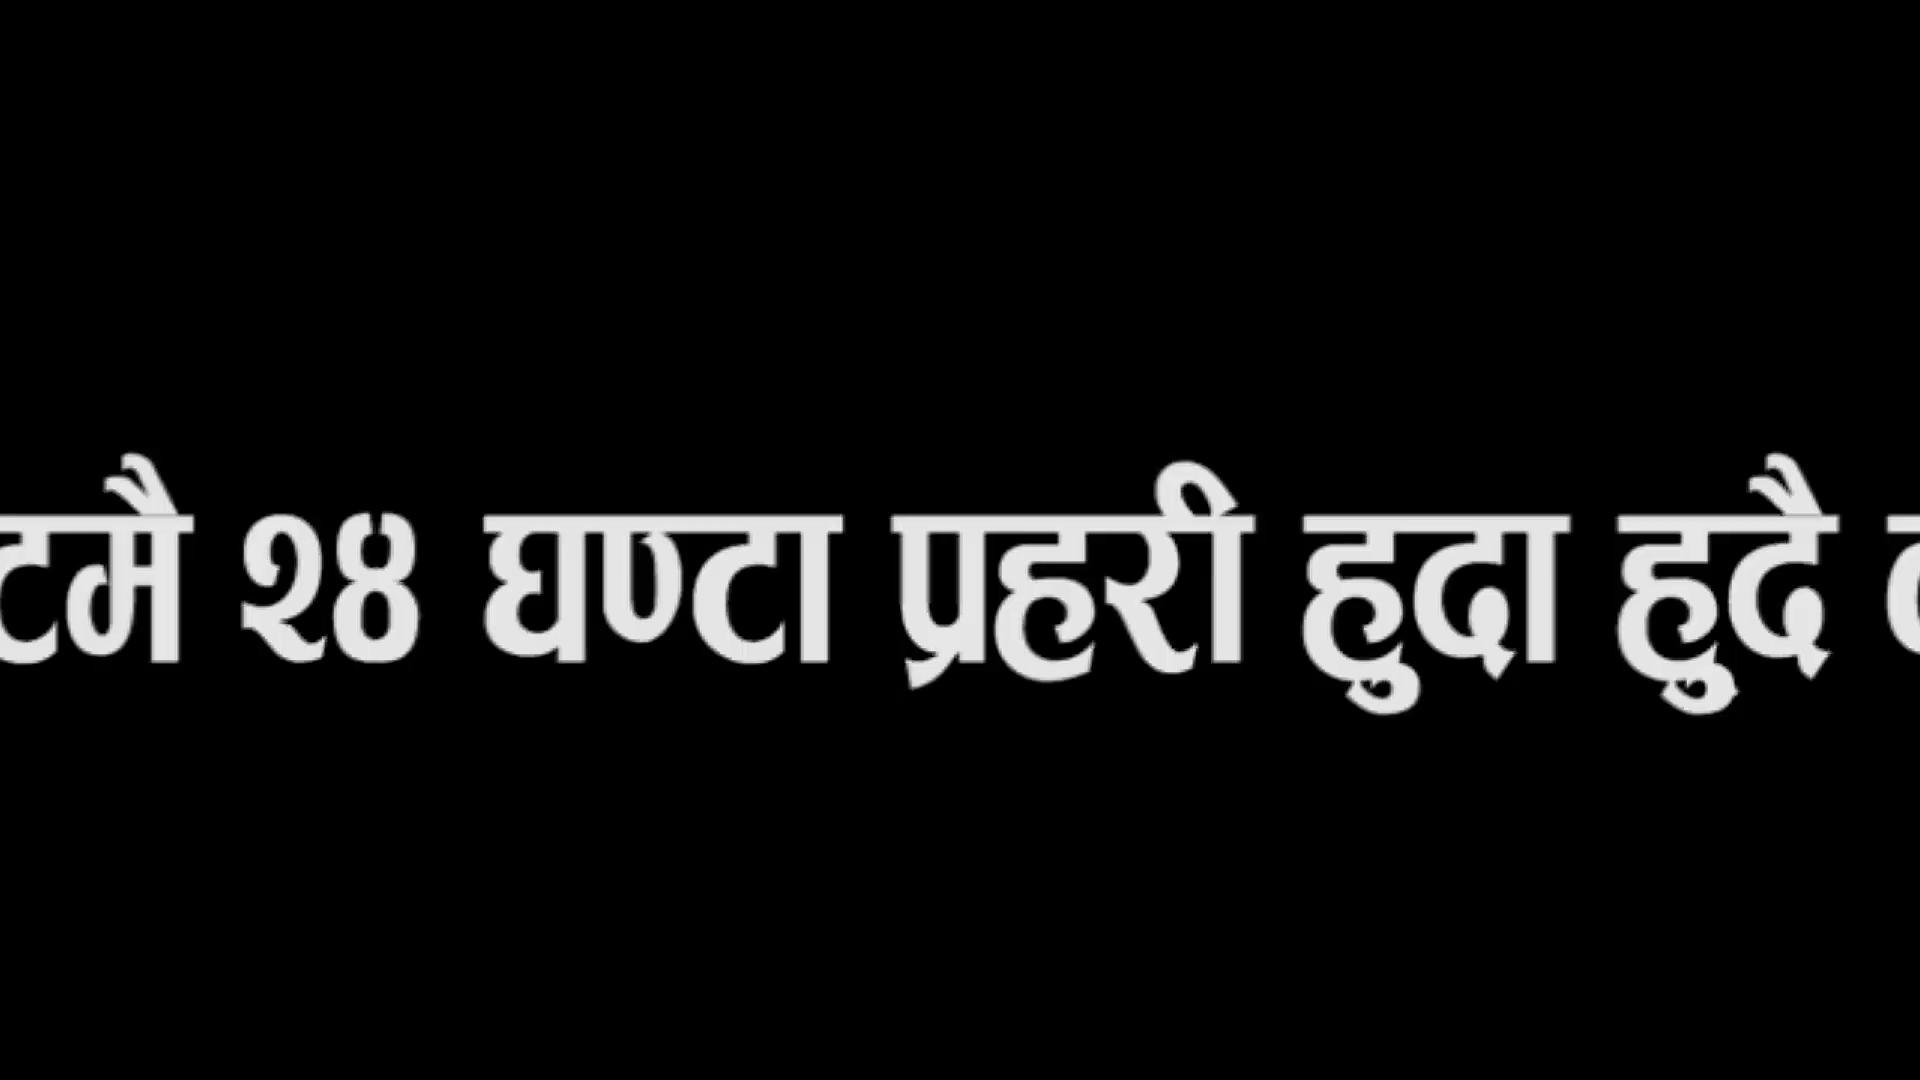 टमै २४ घण्टा प्रहरी हुदा हुदै